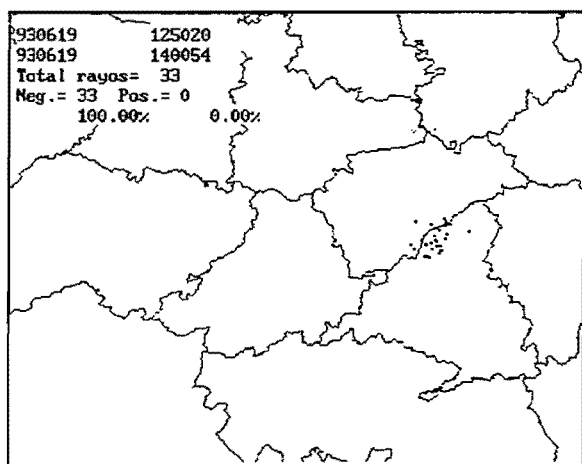 930619 125020
930619 140054
Total rayos= 33
Neg.= 33 Pos.= 0
100.00% 0.00%